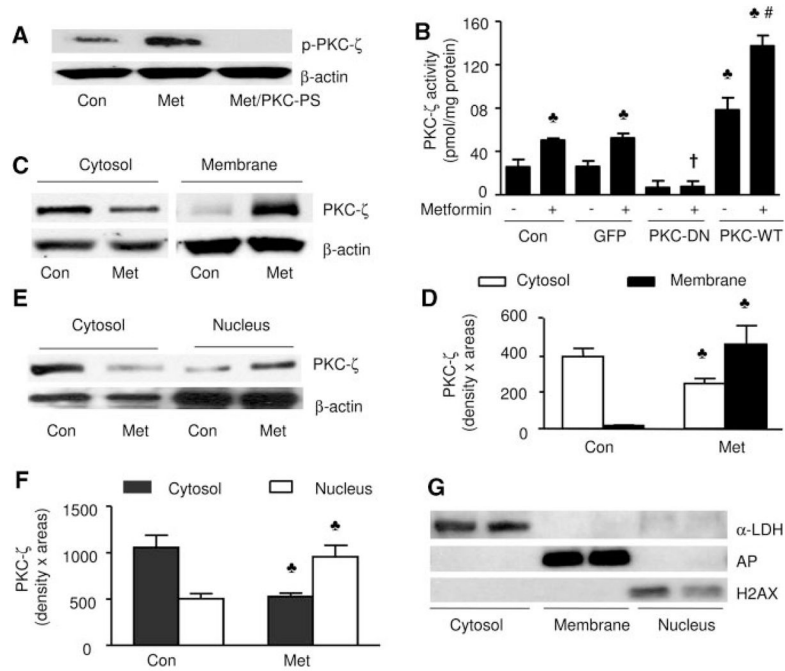 A
p-PKC-ζ
β-actin
Con Met Met/PKC-PS
B
PKC-ζ activity
(pmol/mg protein)
160
120
08
40
0
♣ ♣ † ♣ ♣ #
Metformin - + - + - + - +
Con GFP PKC-DN PKC-WT
C
Cytosol Membrane
PKC-ζ
β-actin
Con Met Con Met
D
Cytosol Membrane
PKC-ζ
(density x areas)
600
400
200
0
♣ ♣
Con Met
E
Cytosol Nucleus
PKC-ζ
β-actin
Con Met Con Met
F
Cytosol Nucleus
PKC-ζ
(density x areas)
1500
1000
500
0
♣ ♣
Con Met
G
α-LDH
AP
H2AX
Cytosol Membrane Nucleus